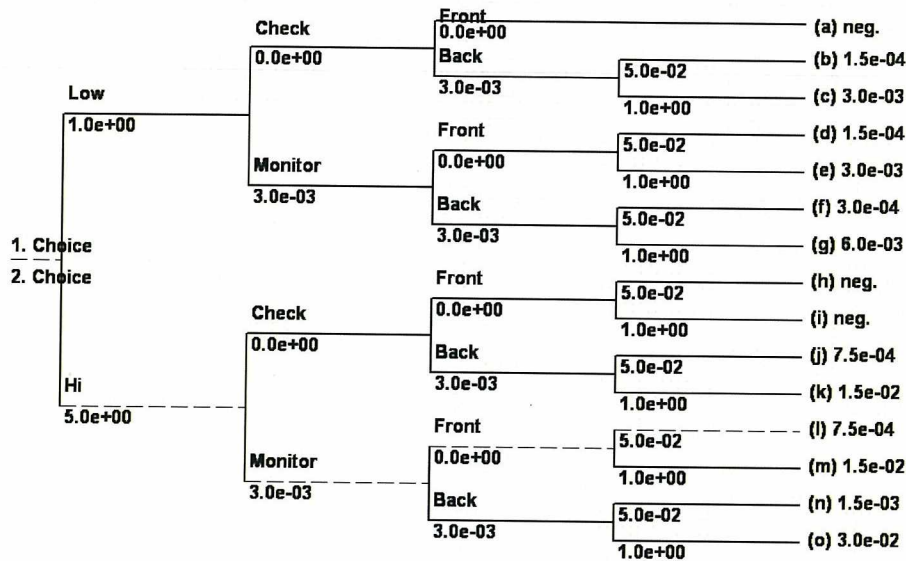 Front
0.0e+00
(a) neg.
Check
0.0e+00
Back
3.0e-03
5.0e-02
(b) 1.5e-04
1.0e+00
(c) 3.0e-03
Low
1.0e+00
Monitor
3.0e-03
Front
0.0e+00
5.0e-02
(d) 1.5e-04
1.0e+00
(e) 3.0e-03
Back
3.0e-03
5.0e-02
(f) 3.0e-04
1.0e+00
(g) 6.0e-03
1. Choice
2. Choice
Hi
5.0e+00
Check
0.0e+00
Front
0.0e+00
5.0e-02
(h) neg.
1.0e+00
(i) neg.
Back
3.0e-03
5.0e-02
(j) 7.5e-04
1.0e+00
(k) 1.5e-02
Monitor
3.0e-03
Front
0.0e+00
5.0e-02
(l) 7.5e-04
1.0e+00
(m) 1.5e-02
Back
3.0e-03
5.0e-02
(n) 1.5e-03
1.0e+00
(o) 3.0e-02